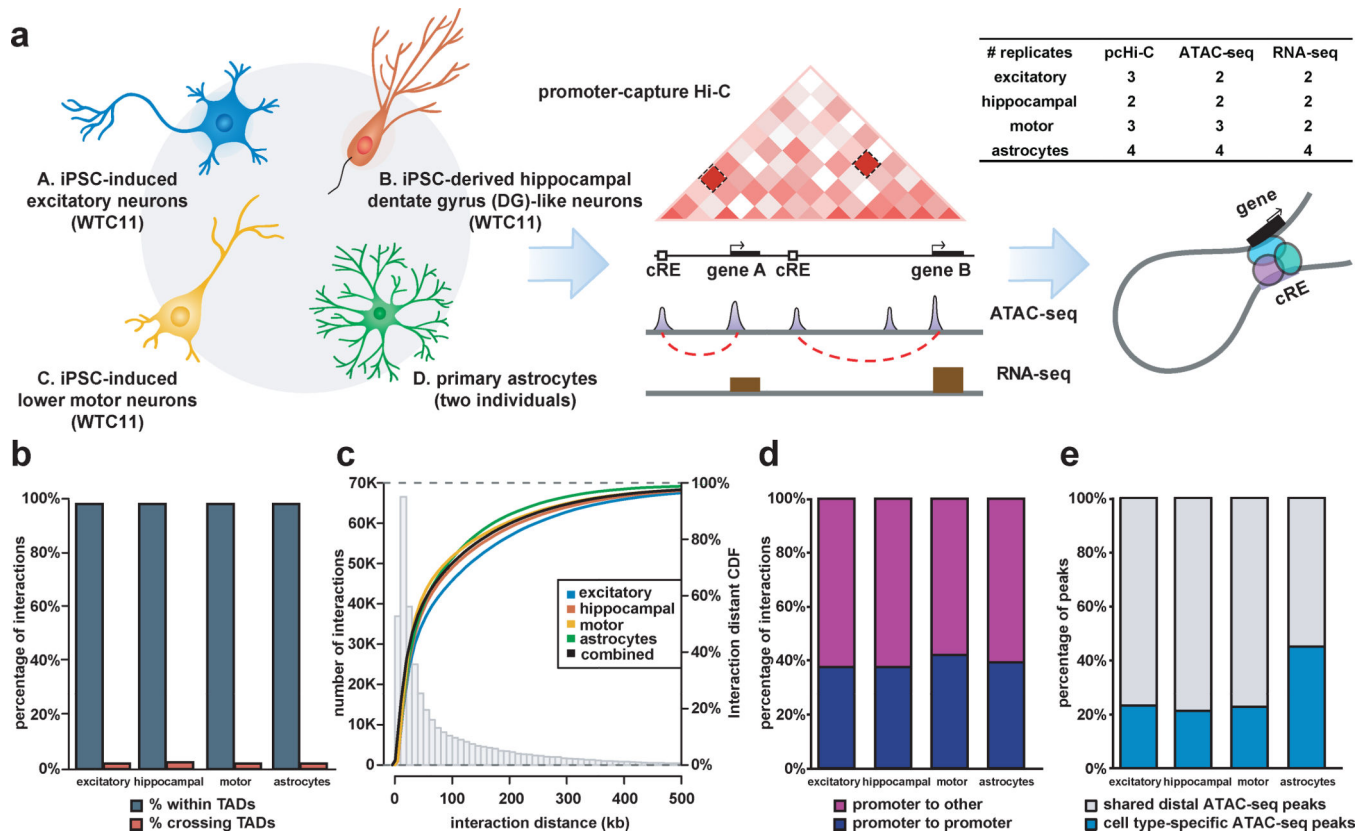 a
A. iPSC-induced
excitatory neurons
(WTC11)
B. iPSC-derived hippocampal
dentate gyrus (DG)-like neurons
(WTC11)
C. iPSC-induced
lower motor neurons
(WTC11)
D. primary astrocytes
(two individuals)
promoter-capture Hi-C
cRE gene A cRE gene B
ATAC-seq
RNA-seq
# replicates pcHi-C ATAC-seq RNA-seq
excitatory 3 2 2
hippocampal 2 2 2
motor 3 3 2
astrocytes 4 4 4
gene
cRE
b
percentage of interactions
100%
80%
60%
40%
20%
0%
excitatory hippocampal motor astrocytes
% within TADs
% crossing TADs
c
number of interactions
70K
60K
50K
40K
30K
20K
10K
0
excitatory
hippocampal
motor
astrocytes
combined
100%
80%
60%
40%
20%
0%
Interaction distant CDF
0 100 200 300 400 500
interaction distance (kb)
d
percentage of interactions
100%
80%
60%
40%
20%
0%
excitatory hippocampal motor astrocytes
promoter to other
promoter to promoter
e
percentage of peaks
100%
80%
60%
40%
20%
0%
excitatory hippocampal motor astrocytes
shared distal ATAC-seq peaks
cell type-specific ATAC-seq peaks